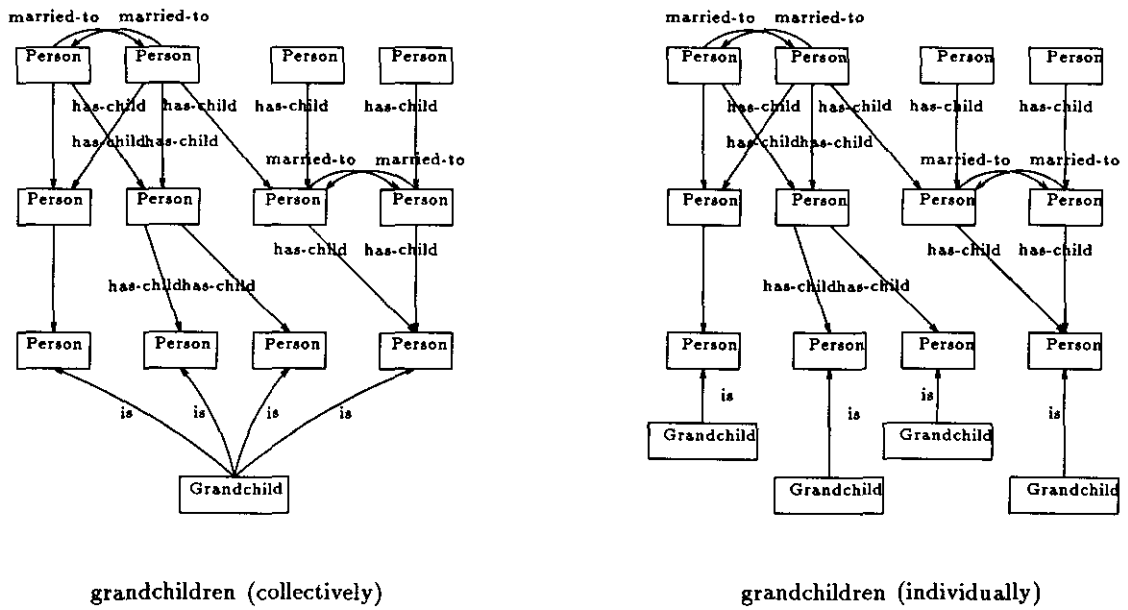 married-to married-to married-to married-to
Person Person Person Person Person Person Person Person
has-child has-child has-child has-child has-child has-child has-child has-child
has-child has-child has-child has-child
married-to married-to married-to married-to
Person Person Person Person Person Person Person Person
has-child has-child has-child has-child
has-child has-child has-child has-child
Person Person Person Person Person Person Person Person
is is is is is is is is
Grandchild Grandchild
Grandchild Grandchild Grandchild
grandchildren (collectively) grandchildren (individually)